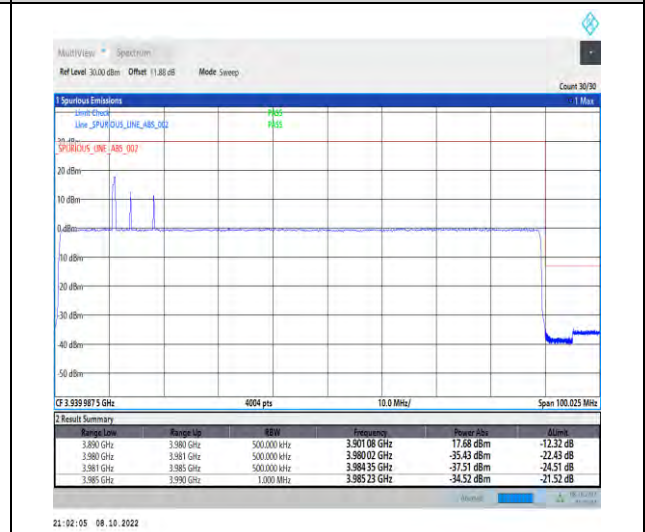 MultiView Spectrum
Ref Level 30.00 dBm Offset 11.88 dB Mode Sweep
Count 30/30
1 Spurious Emissions 1 Max
Limit Check PASS
Line _SPURIOUS_LINE_ABS_002 PASS
30 dBm
_SPURIOUS_LINE_ABS_002
20 dBm
10 dBm
0 dBm
-10 dBm
-20 dBm
-30 dBm
-40 dBm
-50 dBm
CF 3.939 987 5 GHz 4004 pts 10.0 MHz/ Span 100.025 MHz
2 Result Summary
Range Low Range Up RBW Frequency Power Abs ΔLimit
3.890 GHz 3.980 GHz 500.000 kHz 3.901 08 GHz 17.68 dBm -12.32 dB
3.980 GHz 3.981 GHz 500.000 kHz 3.980 02 GHz -35.43 dBm -22.43 dB
3.981 GHz 3.985 GHz 500.000 kHz 3.984 35 GHz -37.51 dBm -24.51 dB
3.985 GHz 3.990 GHz 1.000 MHz 3.985 23 GHz -34.52 dBm -21.52 dB
21:02:05 08.10.2022